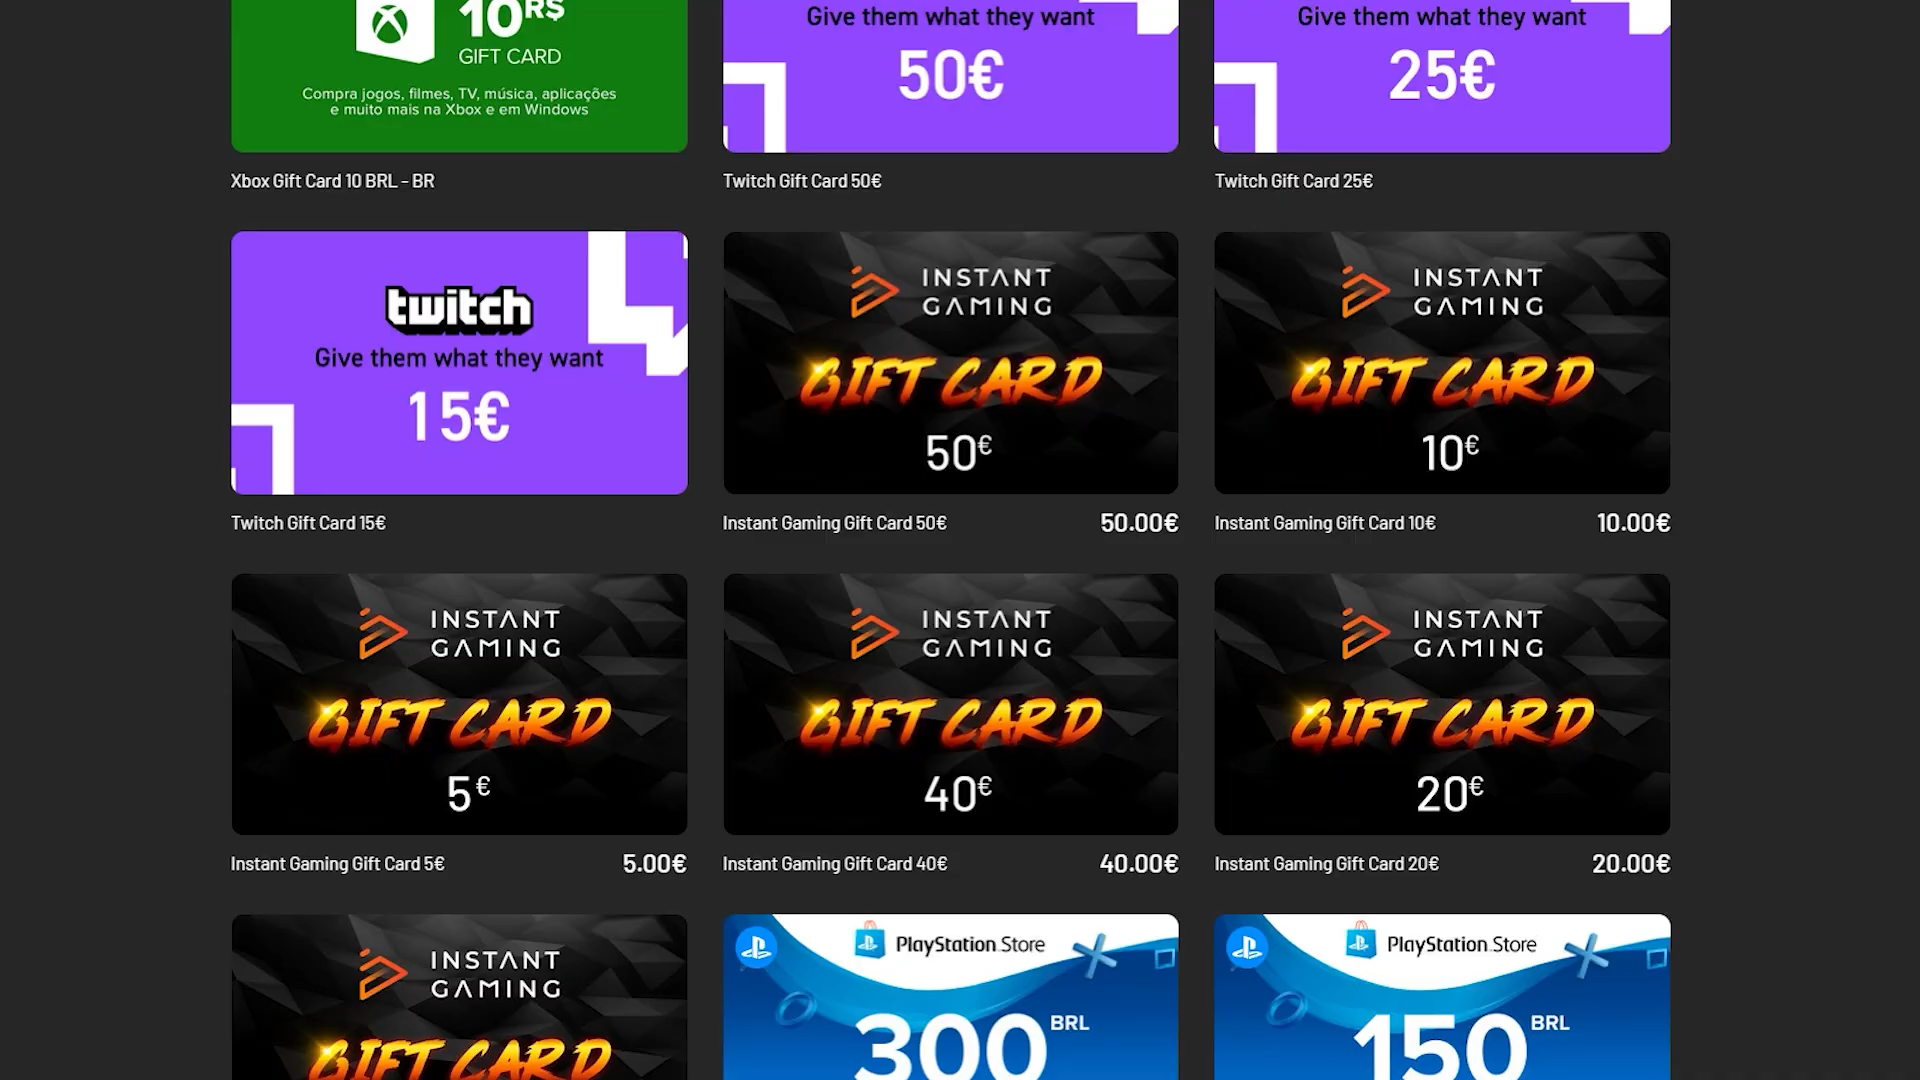 10R$
GIFT CARD
Compra jogos, filmes, TV, música, aplicações
e muito mais na Xbox e em Windows
Xbox Gift Card 10 BRL - BR
Give them what they want
50€
Twitch Gift Card 50€
Give them what they want
25€
Twitch Gift Card 25€
twitch
Give them what they want
15€
Twitch Gift Card 15€
INSTANT
GAMING
GIFT CARD
50€
Instant Gaming Gift Card 50€ 50.00€
INSTANT
GAMING
GIFT CARD
10€
Instant Gaming Gift Card 10€ 10.00€
INSTANT
GAMING
GIFT CARD
5€
Instant Gaming Gift Card 5€ 5.00€
INSTANT
GAMING
GIFT CARD
40€
Instant Gaming Gift Card 40€ 40.00€
INSTANT
GAMING
GIFT CARD
20€
Instant Gaming Gift Card 20€ 20.00€
INSTANT
GAMING
GIFT CARD
PlayStation Store
300 BRL
PlayStation Store
150 BRL